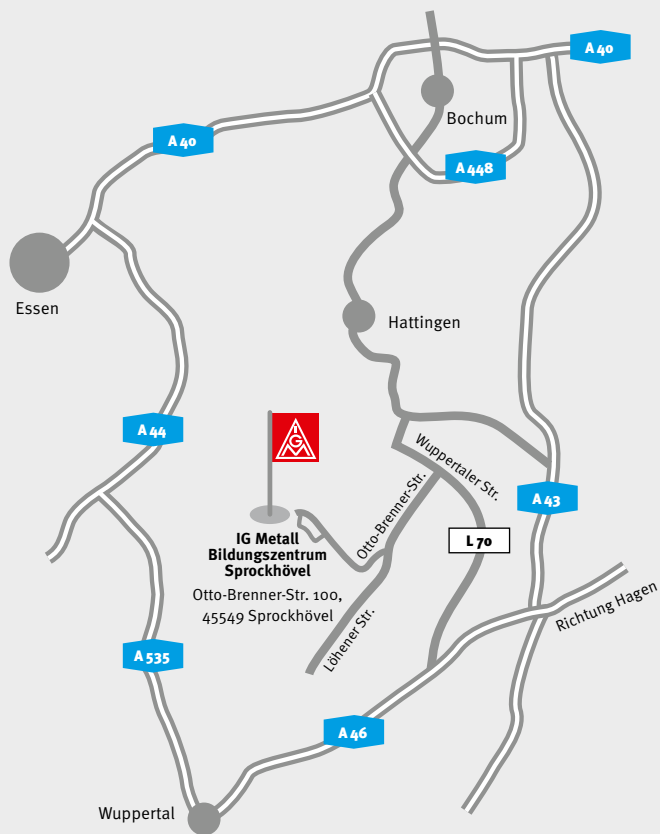 A 40
Bochum
A 40
A 448
Essen
Hattingen
IGM
A 44
Wuppertaler Str.
A 43
Otto-Brenner-Str.
IG Metall
Bildungszentrum
Sprockhövel
L 70
Otto-Brenner-Str. 100,
45549 Sprockhövel
Richtung Hagen
Löhener Str.
A 535
A 46
Wuppertal